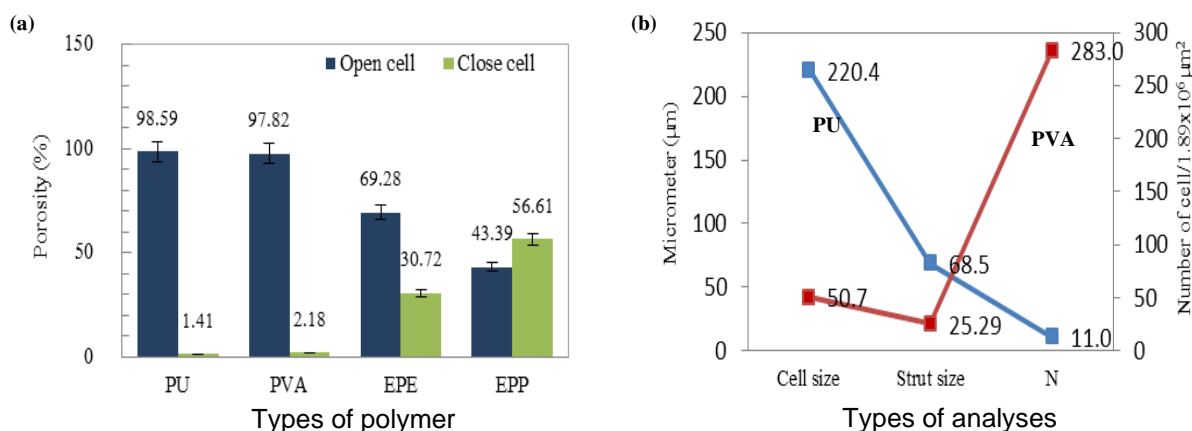 (a)
150
100
50
0
Porosity (%)
Open cell
Close cell
98.59
1.41
97.82
2.18
69.28
30.72
43.39
56.61
PU
PVA
EPE
EPP
Types of polymer
(b)
250
200
150
100
50
0
Micrometer (µm)
220.4
68.5
11.0
50.7
25.29
283.0
PU
PVA
300
250
200
150
100
50
0
Number of cell/1.89x10⁶ µm²
Cell size
Strut size
N
Types of analyses